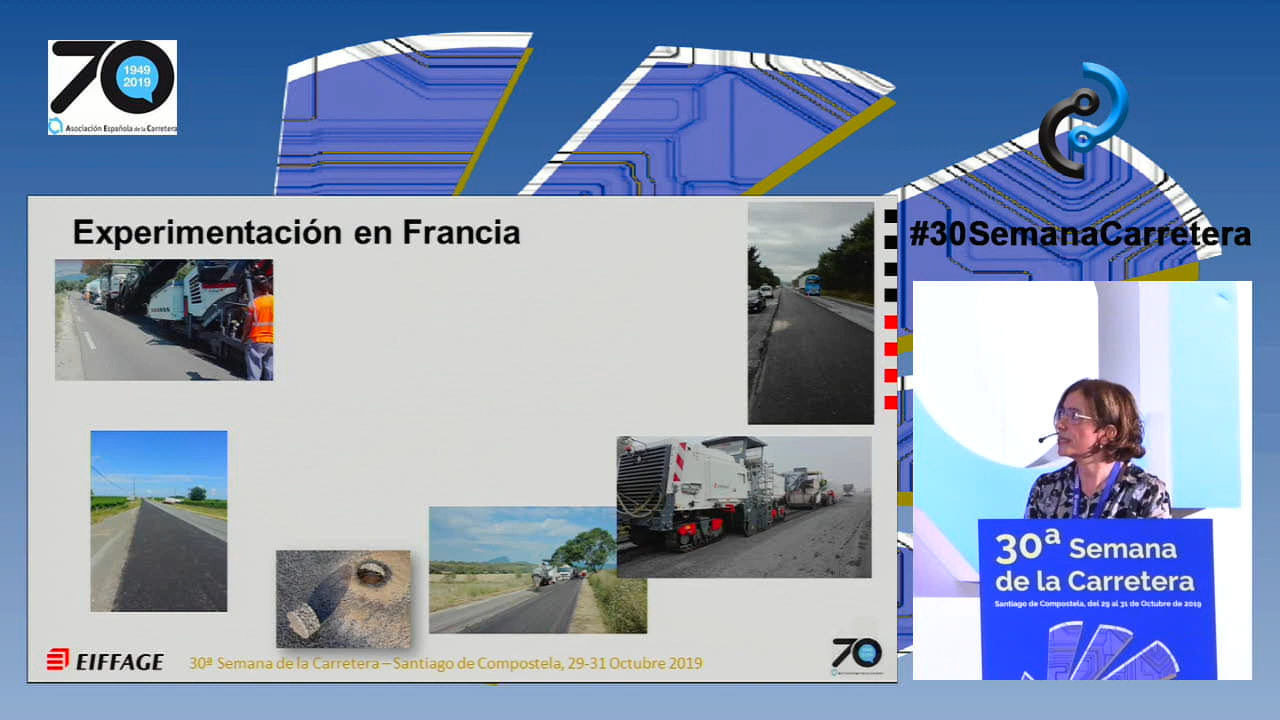 70
1949
2019
Asociación Española de la Carretera
#30SemanaCarretera
Experimentación en Francia
EIFFAGE
30ª Semana de la Carretera – Santiago de Compostela, 29-31 Octubre 2019
70
30ª Semana
de la Carretera
Santiago de Compostela, del 29 al 31 de Octubre de 2019